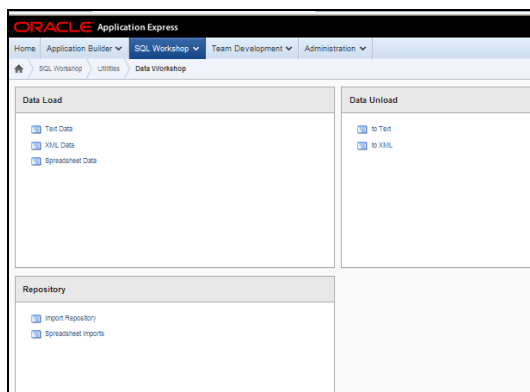 ORACLE Application Express
Home Application Builder SQL Workshop Team Development Administration
SQL Workshop Utilities Data Workshop
Data Load
Text Data
XML Data
Spreadsheet Data
Data Unload
to Text
to XML
Repository
Import Repository
Spreadsheet Imports